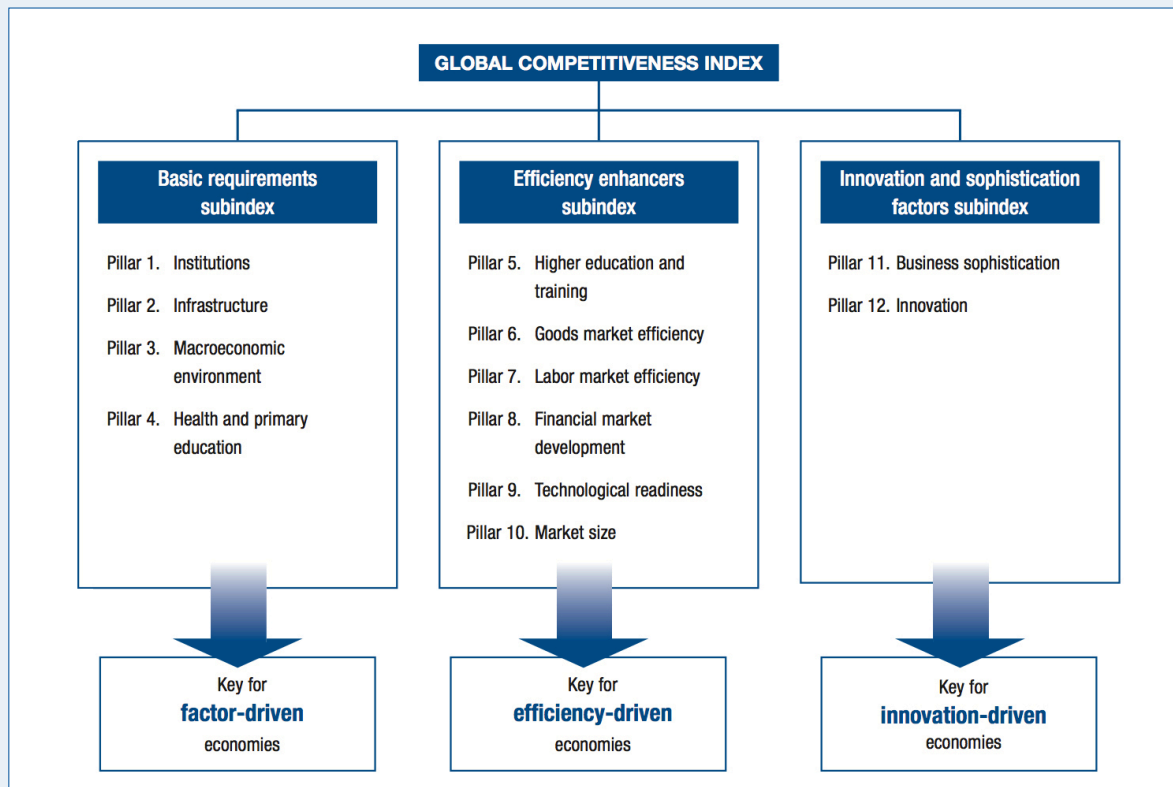 GLOBAL COMPETITIVENESS INDEX
Basic requirements
subindex
Pillar 1. Institutions
Pillar 2. Infrastructure
Pillar 3. Macroeconomic
environment
Pillar 4. Health and primary
education
Key for
factor-driven
economies
Efficiency enhancers
subindex
Pillar 5. Higher education and
training
Pillar 6. Goods market efficiency
Pillar 7. Labor market efficiency
Pillar 8. Financial market
development
Pillar 9. Technological readiness
Pillar 10. Market size
Key for
efficiency-driven
economies
Innovation and sophistication
factors subindex
Pillar 11. Business sophistication
Pillar 12. Innovation
Key for
innovation-driven
economies